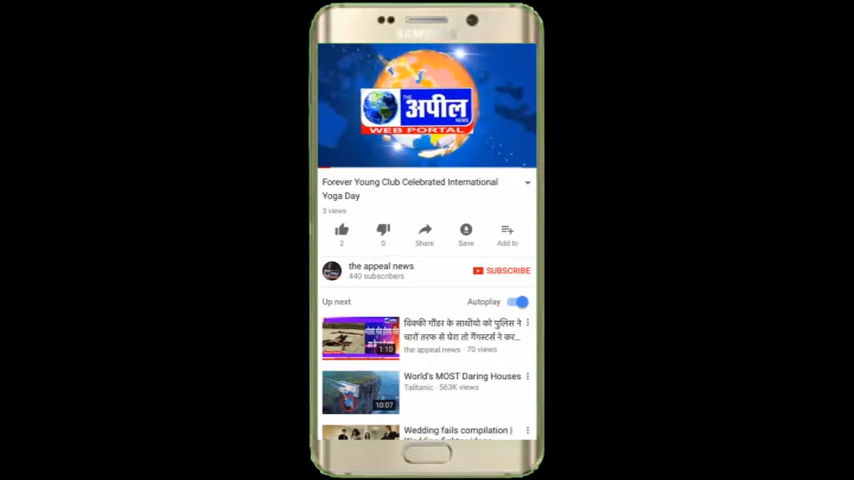 SAMSUNG
THE
अपील
NEWS
WEB PORTAL
Forever Young Club Celebrated International
Yoga Day
3 views
2
0
Share
Save
Add to
the appeal news
440 subscribers
SUBSCRIBE
Up next
Autoplay
विक्की गौंडर के साथीयो को पुलिस ने
चारों तरफ से घेरा तो गैंगस्टर्स ने कर...
the appeal news · 70 views
1:10
World's MOST Daring Houses
Talltanic · 563K views
10:07
Wedding fails compilation |